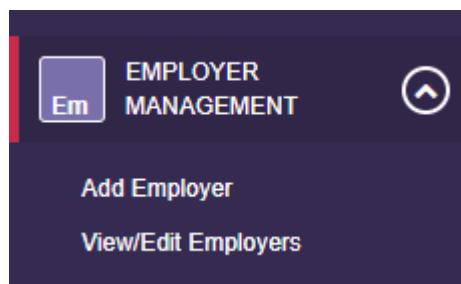 Em
EMPLOYER
MANAGEMENT
Add Employer
View/Edit Employers